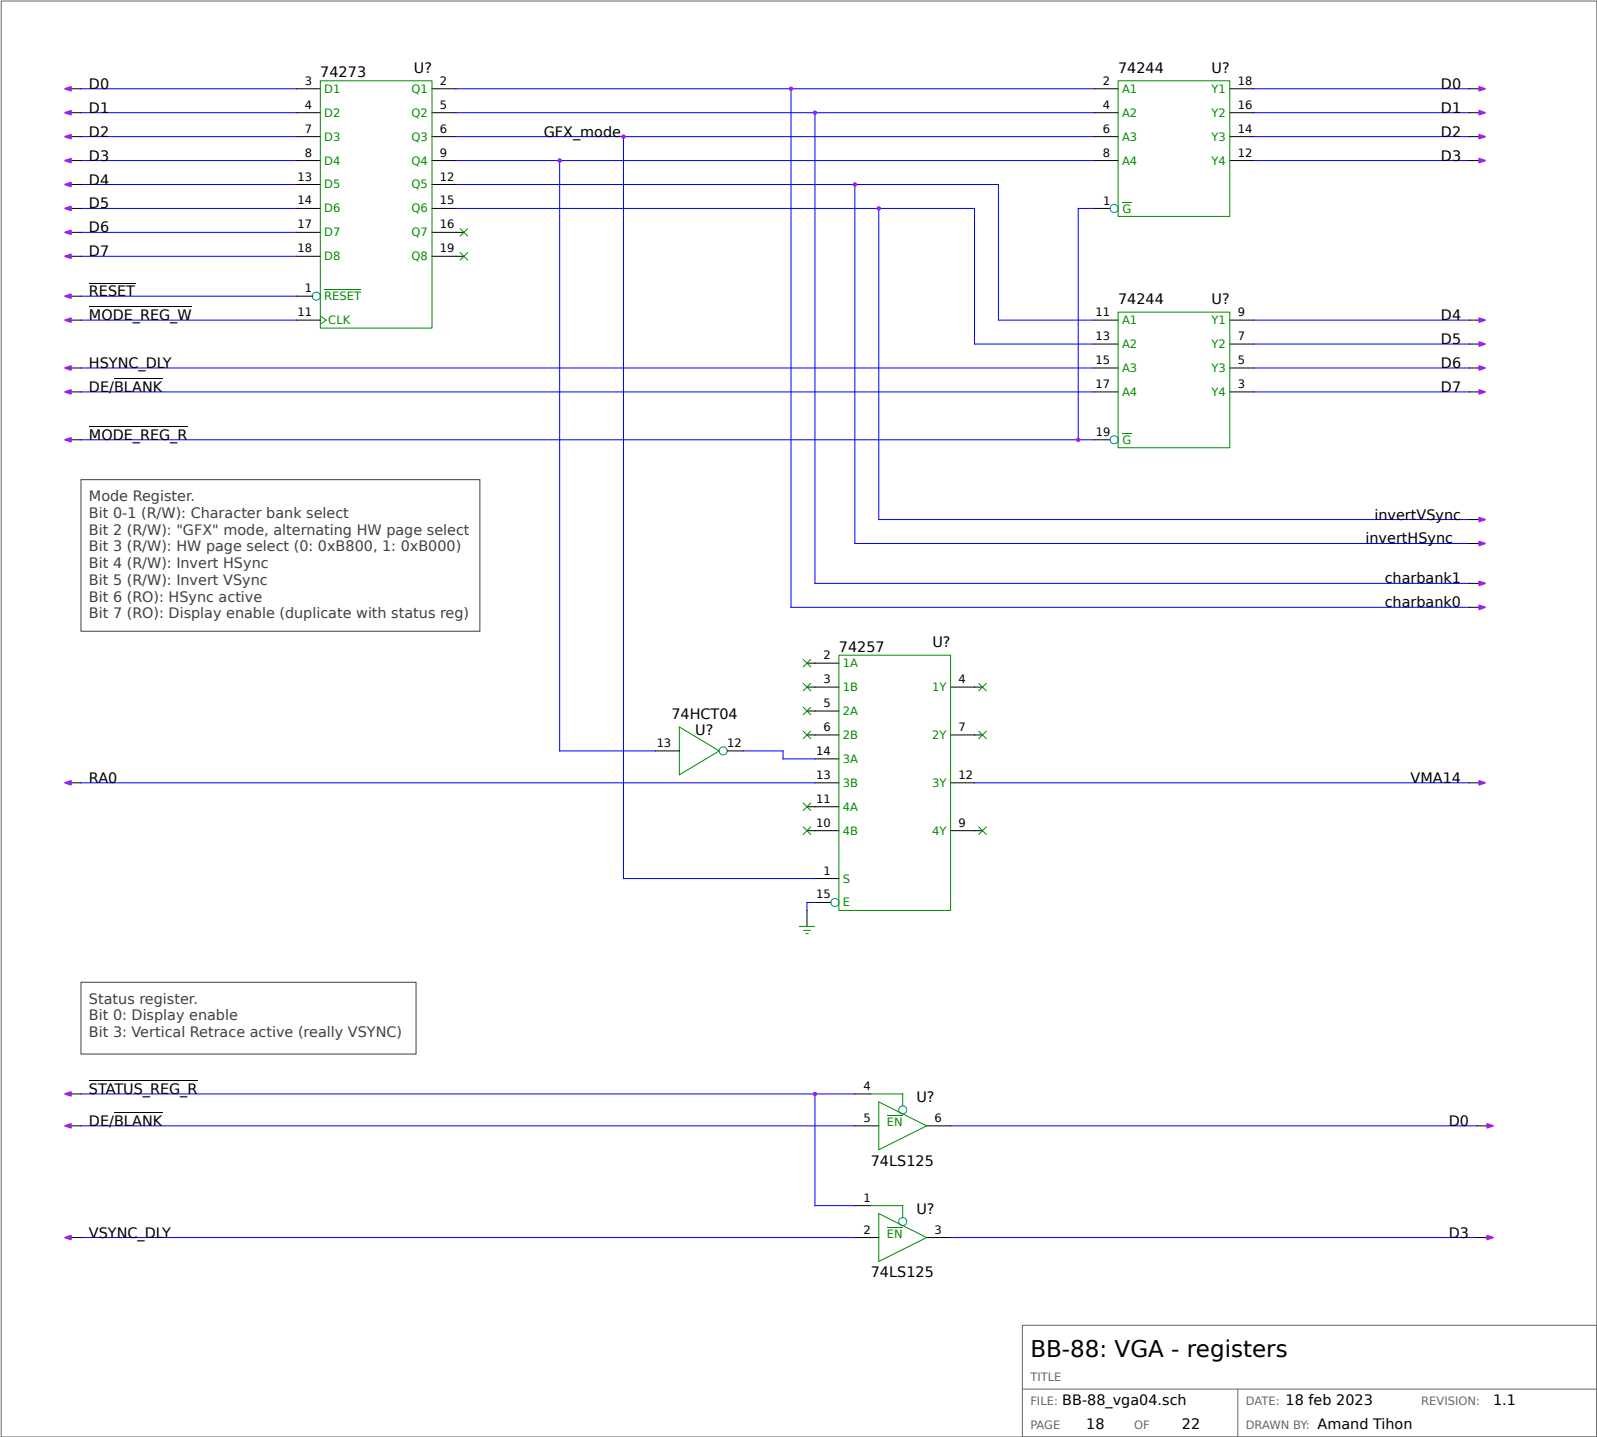 74273 U?
74244 U?
D0 3 D1 Q1 2 2 A1 Y1 18 D0
D1 4 D2 Q2 5 4 A2 Y2 16 D1
D2 7 D3 Q3 6 GFX_mode 6 A3 Y3 14 D2
D3 8 D4 Q4 9 8 A4 Y4 12 D3
D4 13 D5 Q5 12
D5 14 D6 Q6 15 1 G
D6 17 D7 Q7 16
D7 18 D8 Q8 19
RESET 1 RESET
74244 U?
MODE_REG_W 11 CLK 11 A1 Y1 9 D4
13 A2 Y2 7 D5
HSYNC_DLY 15 A3 Y3 5 D6
DE/BLANK 17 A4 Y4 3 D7
MODE_REG_R 19 G
Mode Register.
Bit 0-1 (R/W): Character bank select
Bit 2 (R/W): "GFX" mode, alternating HW page select
Bit 3 (R/W): HW page select (0: 0xB800, 1: 0xB000)
Bit 4 (R/W): Invert HSync
Bit 5 (R/W): Invert VSync
Bit 6 (RO): HSync active
Bit 7 (RO): Display enable (duplicate with status reg)
invertVSync
invertHSync
charbank1
charbank0
74257 U?
2 1A
3 1B 1Y 4
5 2A
74HCT04
U?
6 2B 2Y 7
13 12 14 3A
RA0 13 3B 3Y 12 VMA14
11 4A
10 4B 4Y 9
1 S
15 E
Status register.
Bit 0: Display enable
Bit 3: Vertical Retrace active (really VSYNC)
STATUS_REG_R 4 U?
DE/BLANK 5 EN 6 D0
74LS125
1 U?
VSYNC_DLY 2 EN 3 D3
74LS125
BB-88: VGA - registers
TITLE
FILE: BB-88_vga04.sch DATE: 18 feb 2023 REVISION: 1.1
PAGE 18 OF 22 DRAWN BY: Amand Tihon